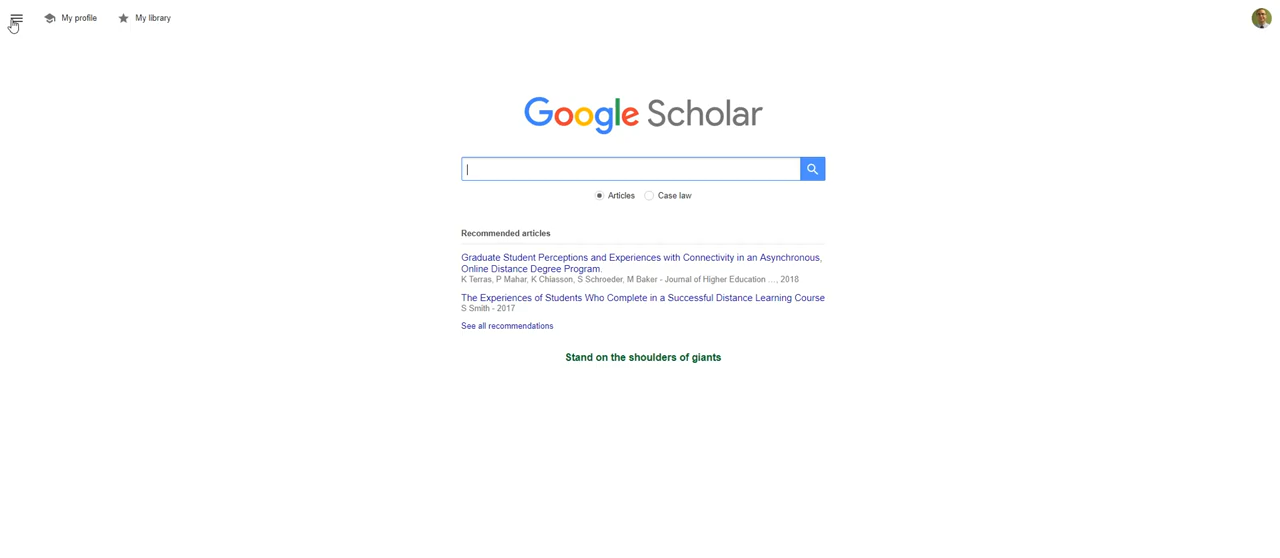 My profile
My library
Google Scholar
Articles
Case law
Recommended articles
Graduate Student Perceptions and Experiences with Connectivity in an Asynchronous,
Online Distance Degree Program.
K Terras, P Mahar, K Chiasson, S Schroeder, M Baker - Journal of Higher Education …, 2018
The Experiences of Students Who Complete in a Successful Distance Learning Course
S Smith - 2017
See all recommendations
Stand on the shoulders of giants